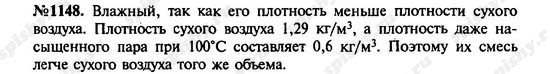 №1148. Влажный, так как его плотность меньше плотности сухого
воздуха. Плотность сухого воздуха 1,29 кг/м³, а плотность даже на-
сыщенного пара при 100°С составляет 0,6 кг/м³. Поэтому их смесь
легче сухого воздуха того же объема.